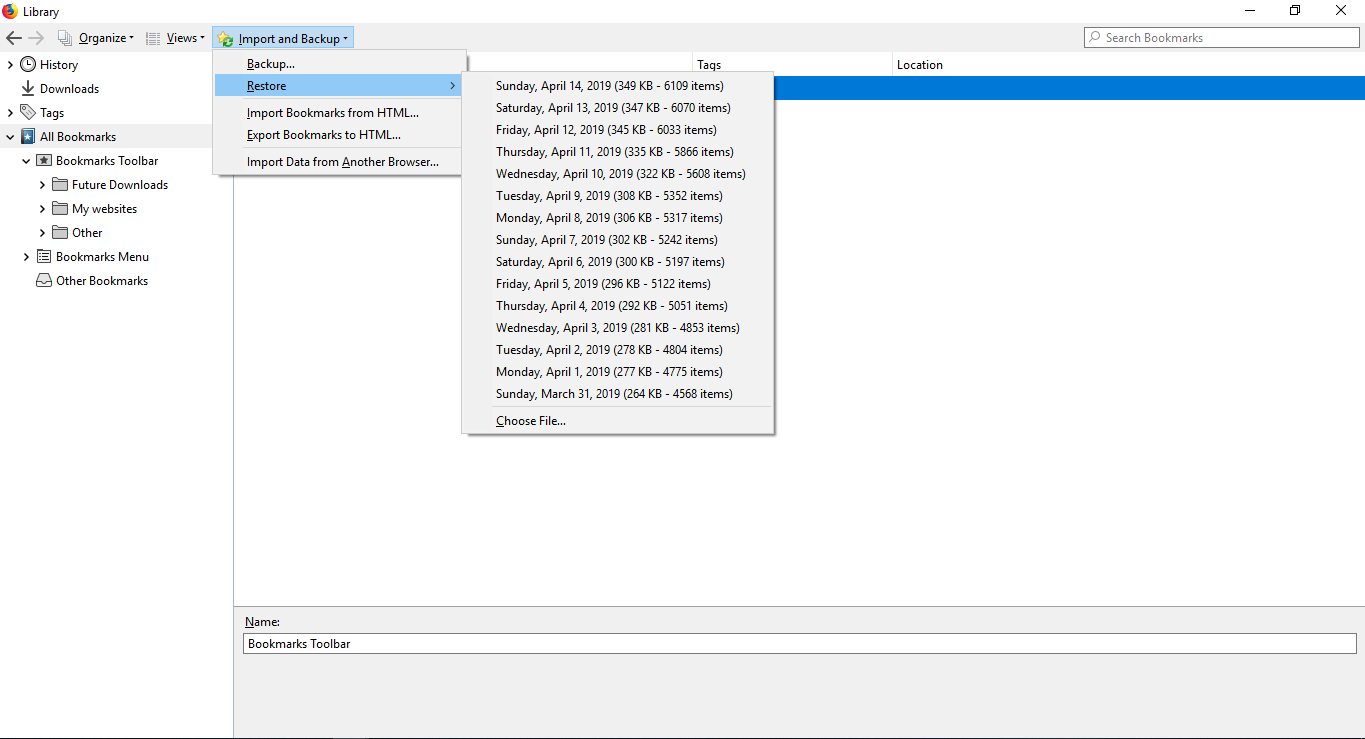 Library
Organize
Views
Import and Backup
Search Bookmarks
History
Downloads
Tags
All Bookmarks
Bookmarks Toolbar
Future Downloads
My websites
Other
Bookmarks Menu
Other Bookmarks
Backup...
Restore
Import Bookmarks from HTML...
Export Bookmarks to HTML...
Import Data from Another Browser...
Tags
Location
Sunday, April 14, 2019 (349 KB - 6109 items)
Saturday, April 13, 2019 (347 KB - 6070 items)
Friday, April 12, 2019 (345 KB - 6033 items)
Thursday, April 11, 2019 (335 KB - 5866 items)
Wednesday, April 10, 2019 (322 KB - 5608 items)
Tuesday, April 9, 2019 (308 KB - 5352 items)
Monday, April 8, 2019 (306 KB - 5317 items)
Sunday, April 7, 2019 (302 KB - 5242 items)
Saturday, April 6, 2019 (300 KB - 5197 items)
Friday, April 5, 2019 (296 KB - 5122 items)
Thursday, April 4, 2019 (292 KB - 5051 items)
Wednesday, April 3, 2019 (281 KB - 4853 items)
Tuesday, April 2, 2019 (278 KB - 4804 items)
Monday, April 1, 2019 (277 KB - 4775 items)
Sunday, March 31, 2019 (264 KB - 4568 items)
Choose File...
Name:
Bookmarks Toolbar